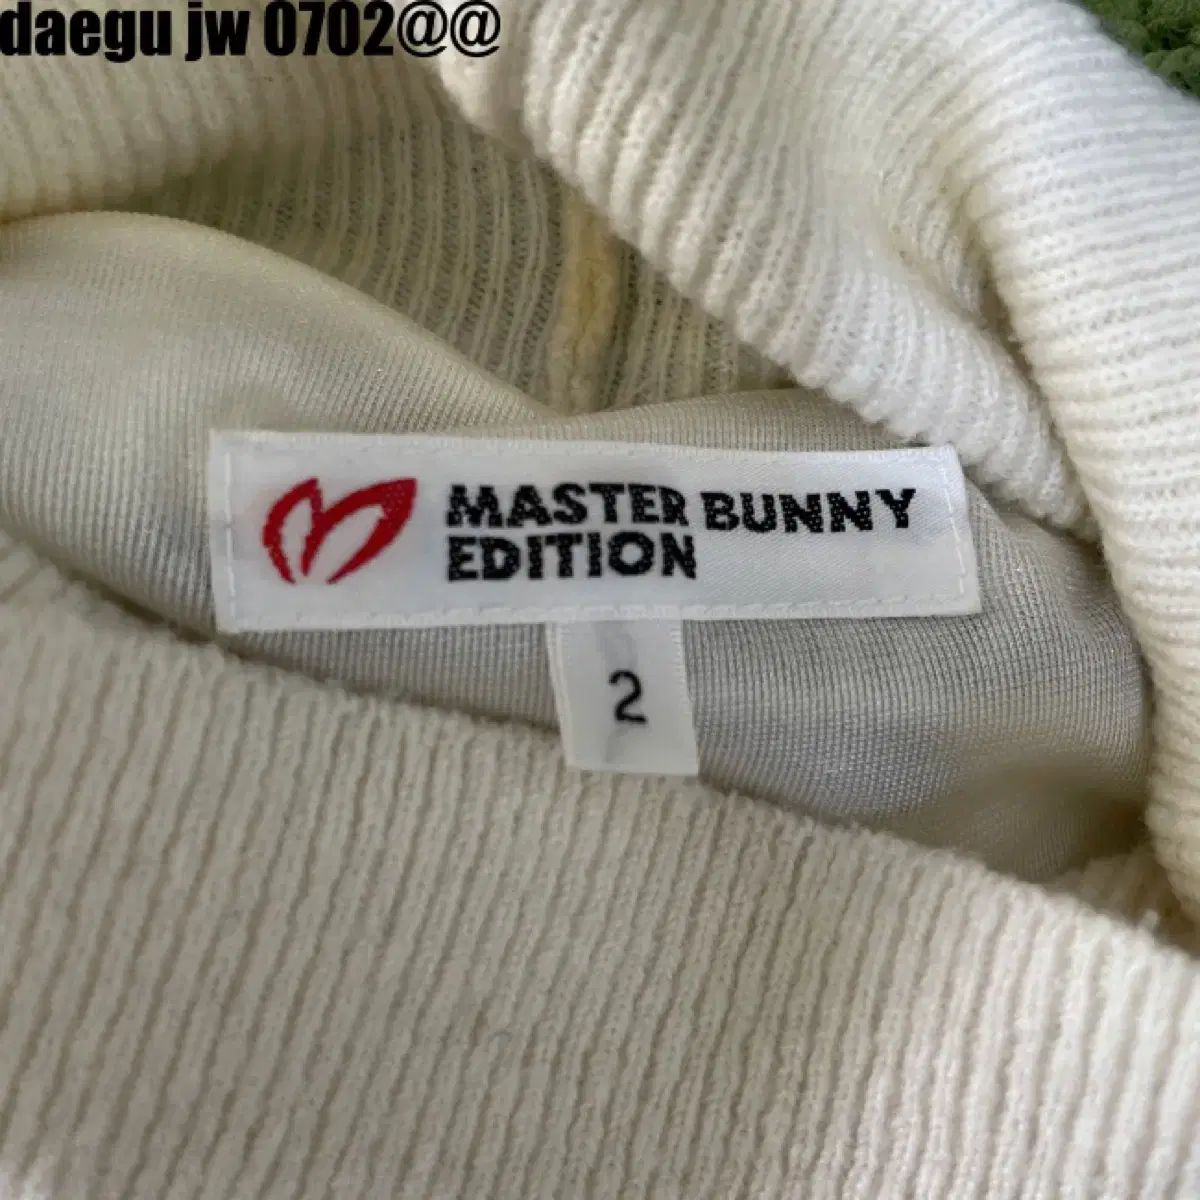 daegu jw 0702@@
MASTER BUNNY
EDITION
2